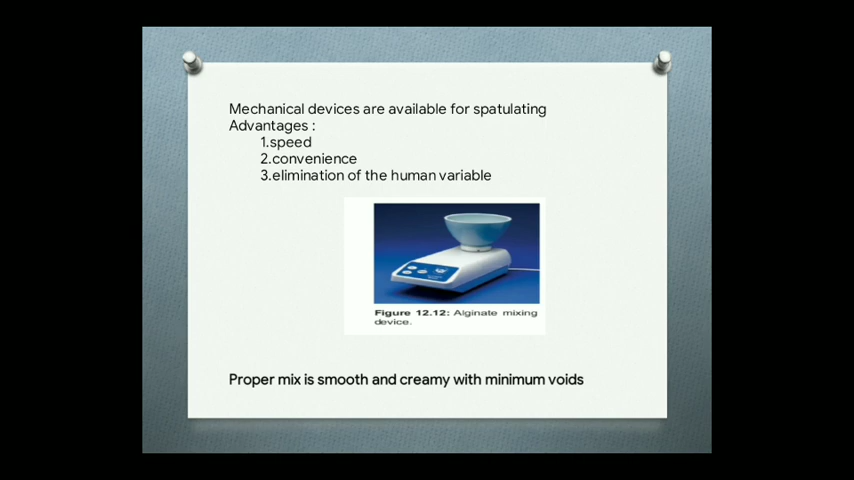 Mechanical devices are available for spatulating
Advantages :
1.speed
2.convenience
3.elimination of the human variable
Figure 12.12: Alginate mixing
device.
Proper mix is smooth and creamy with minimum voids